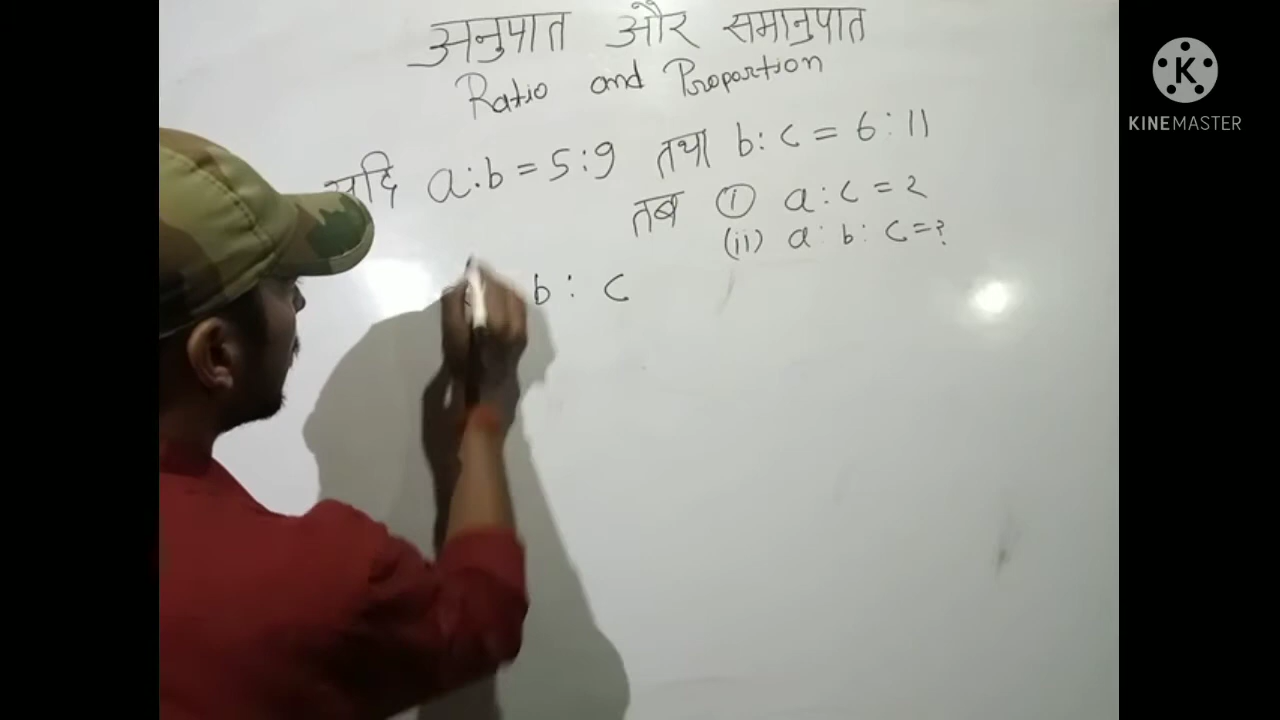 अनुपात और समानुपात
Ratio and Proportion
यदि a:b = 5:9 तथा b:c = 6:11
तब (i) a:c = ?
(ii) a:b:c = ?
b : c
K
KINEMASTER